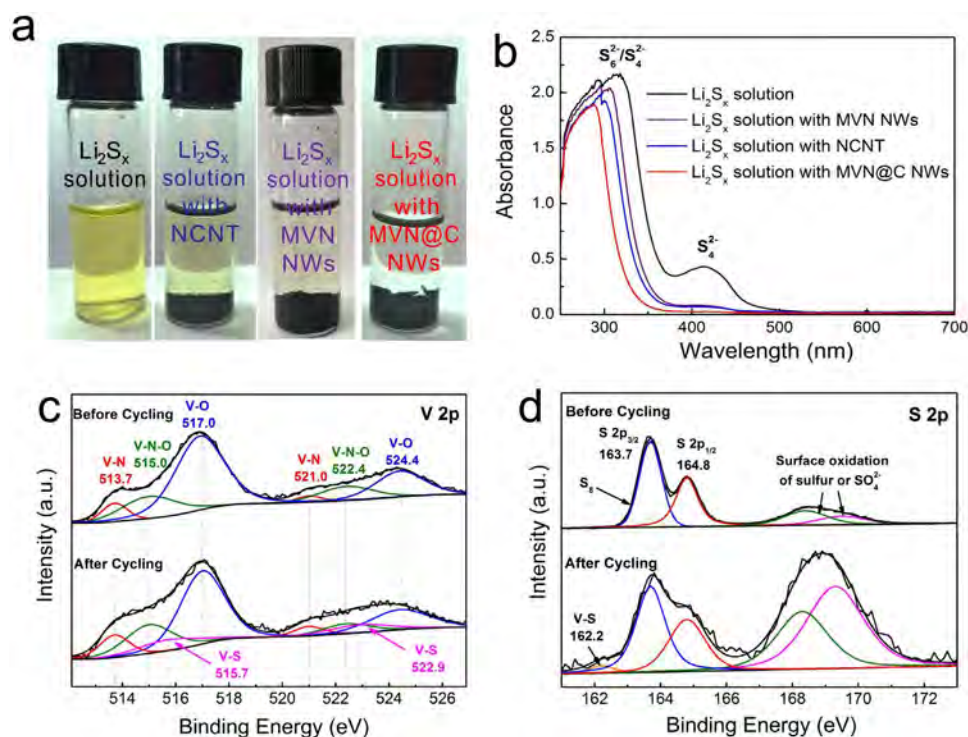 a
Li₂Sₓ
solution
Li₂Sₓ
solution
with
NCNT
Li₂Sₓ
solution
with
MVN
NWs
Li₂Sₓ
solution
with
MVN@C
NWs
b
2.5
2.0
1.5
1.0
0.5
0.0
Absorbance
S₆²⁻/S₄²⁻
Li₂Sₓ solution
Li₂Sₓ solution with MVN NWs
Li₂Sₓ solution with NCNT
Li₂Sₓ solution with MVN@C NWs
S₄²⁻
300 400 500 600 700
Wavelength (nm)
c
Before Cycling
V 2p
V-O
517.0
V-N-O
515.0
V-N
513.7
V-N
521.0
V-N-O
522.4
V-O
524.4
After Cycling
V-S
515.7
V-S
522.9
Intensity (a.u.)
514 516 518 520 522 524 526
Binding Energy (eV)
d
Before Cycling
S 2p
S 2p₃/₂
163.7
S 2p₁/₂
164.8
S₈
Surface oxidation
of sulfur or SO₄²⁻
After Cycling
V-S
162.2
Intensity (a.u.)
162 164 166 168 170 172
Binding Energy (eV)